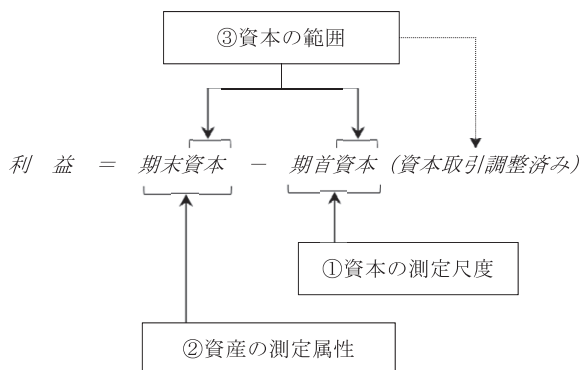 ③資本の範囲
利 益 = 期末資本 － 期首資本 (資本取引調整済み)
①資本の測定尺度
②資産の測定属性